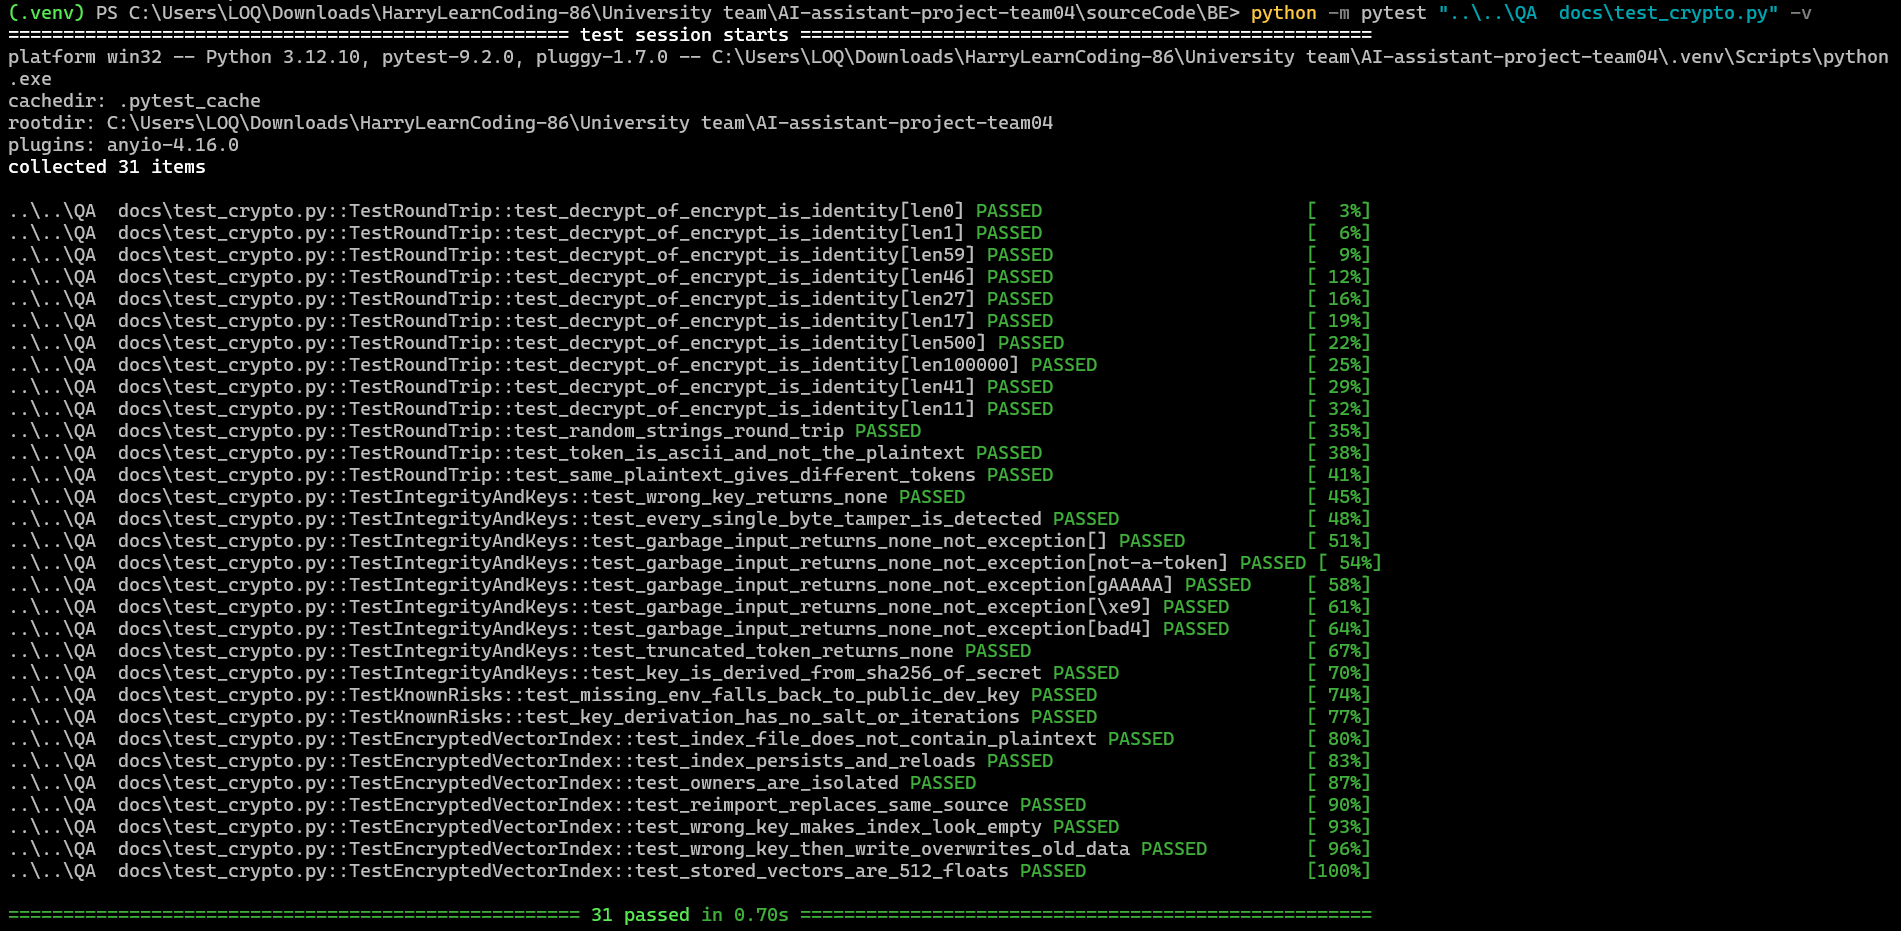 (.venv) PS C:\Users\LOQ\Downloads\HarryLearnCoding-86\University team\AI-assistant-project-team04\sourceCode\BE> python -m pytest "..\..\QA  docs\test_crypto.py" -v
=================================================== test session starts ====================================================
platform win32 -- Python 3.12.10, pytest-9.2.0, pluggy-1.7.0 -- C:\Users\LOQ\Downloads\HarryLearnCoding-86\University team\AI-assistant-project-team04\.venv\Scripts\python
.exe
cachedir: .pytest_cache
rootdir: C:\Users\LOQ\Downloads\HarryLearnCoding-86\University team\AI-assistant-project-team04
plugins: anyio-4.16.0
collected 31 items
..\..\QA  docs\test_crypto.py::TestRoundTrip::test_decrypt_of_encrypt_is_identity[len0] PASSED [  3%]
..\..\QA  docs\test_crypto.py::TestRoundTrip::test_decrypt_of_encrypt_is_identity[len1] PASSED [  6%]
..\..\QA  docs\test_crypto.py::TestRoundTrip::test_decrypt_of_encrypt_is_identity[len59] PASSED [  9%]
..\..\QA  docs\test_crypto.py::TestRoundTrip::test_decrypt_of_encrypt_is_identity[len46] PASSED [ 12%]
..\..\QA  docs\test_crypto.py::TestRoundTrip::test_decrypt_of_encrypt_is_identity[len27] PASSED [ 16%]
..\..\QA  docs\test_crypto.py::TestRoundTrip::test_decrypt_of_encrypt_is_identity[len17] PASSED [ 19%]
..\..\QA  docs\test_crypto.py::TestRoundTrip::test_decrypt_of_encrypt_is_identity[len500] PASSED [ 22%]
..\..\QA  docs\test_crypto.py::TestRoundTrip::test_decrypt_of_encrypt_is_identity[len100000] PASSED [ 25%]
..\..\QA  docs\test_crypto.py::TestRoundTrip::test_decrypt_of_encrypt_is_identity[len41] PASSED [ 29%]
..\..\QA  docs\test_crypto.py::TestRoundTrip::test_decrypt_of_encrypt_is_identity[len11] PASSED [ 32%]
..\..\QA  docs\test_crypto.py::TestRoundTrip::test_random_strings_round_trip PASSED [ 35%]
..\..\QA  docs\test_crypto.py::TestRoundTrip::test_token_is_ascii_and_not_the_plaintext PASSED [ 38%]
..\..\QA  docs\test_crypto.py::TestRoundTrip::test_same_plaintext_gives_different_tokens PASSED [ 41%]
..\..\QA  docs\test_crypto.py::TestIntegrityAndKeys::test_wrong_key_returns_none PASSED [ 45%]
..\..\QA  docs\test_crypto.py::TestIntegrityAndKeys::test_every_single_byte_tamper_is_detected PASSED [ 48%]
..\..\QA  docs\test_crypto.py::TestIntegrityAndKeys::test_garbage_input_returns_none_not_exception[] PASSED [ 51%]
..\..\QA  docs\test_crypto.py::TestIntegrityAndKeys::test_garbage_input_returns_none_not_exception[not-a-token] PASSED [ 54%]
..\..\QA  docs\test_crypto.py::TestIntegrityAndKeys::test_garbage_input_returns_none_not_exception[gAAAAA] PASSED [ 58%]
..\..\QA  docs\test_crypto.py::TestIntegrityAndKeys::test_garbage_input_returns_none_not_exception[\xe9] PASSED [ 61%]
..\..\QA  docs\test_crypto.py::TestIntegrityAndKeys::test_garbage_input_returns_none_not_exception[bad4] PASSED [ 64%]
..\..\QA  docs\test_crypto.py::TestIntegrityAndKeys::test_truncated_token_returns_none PASSED [ 67%]
..\..\QA  docs\test_crypto.py::TestIntegrityAndKeys::test_key_is_derived_from_sha256_of_secret PASSED [ 70%]
..\..\QA  docs\test_crypto.py::TestKnownRisks::test_missing_env_falls_back_to_public_dev_key PASSED [ 74%]
..\..\QA  docs\test_crypto.py::TestKnownRisks::test_key_derivation_has_no_salt_or_iterations PASSED [ 77%]
..\..\QA  docs\test_crypto.py::TestEncryptedVectorIndex::test_index_file_does_not_contain_plaintext PASSED [ 80%]
..\..\QA  docs\test_crypto.py::TestEncryptedVectorIndex::test_index_persists_and_reloads PASSED [ 83%]
..\..\QA  docs\test_crypto.py::TestEncryptedVectorIndex::test_owners_are_isolated PASSED [ 87%]
..\..\QA  docs\test_crypto.py::TestEncryptedVectorIndex::test_reimport_replaces_same_source PASSED [ 90%]
..\..\QA  docs\test_crypto.py::TestEncryptedVectorIndex::test_wrong_key_makes_index_look_empty PASSED [ 93%]
..\..\QA  docs\test_crypto.py::TestEncryptedVectorIndex::test_wrong_key_then_write_overwrites_old_data PASSED [ 96%]
..\..\QA  docs\test_crypto.py::TestEncryptedVectorIndex::test_stored_vectors_are_512_floats PASSED [100%]
==================================================== 31 passed in 0.70s ====================================================